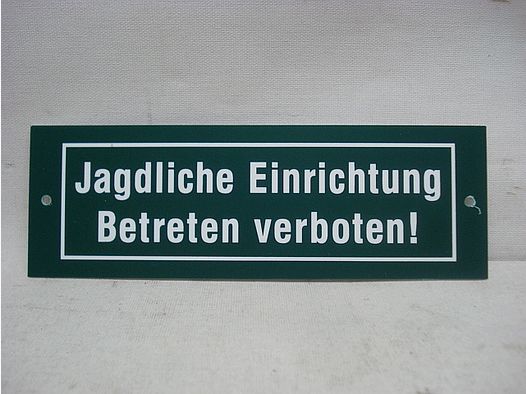 Jagdliche Einrichtung
Betreten verboten!